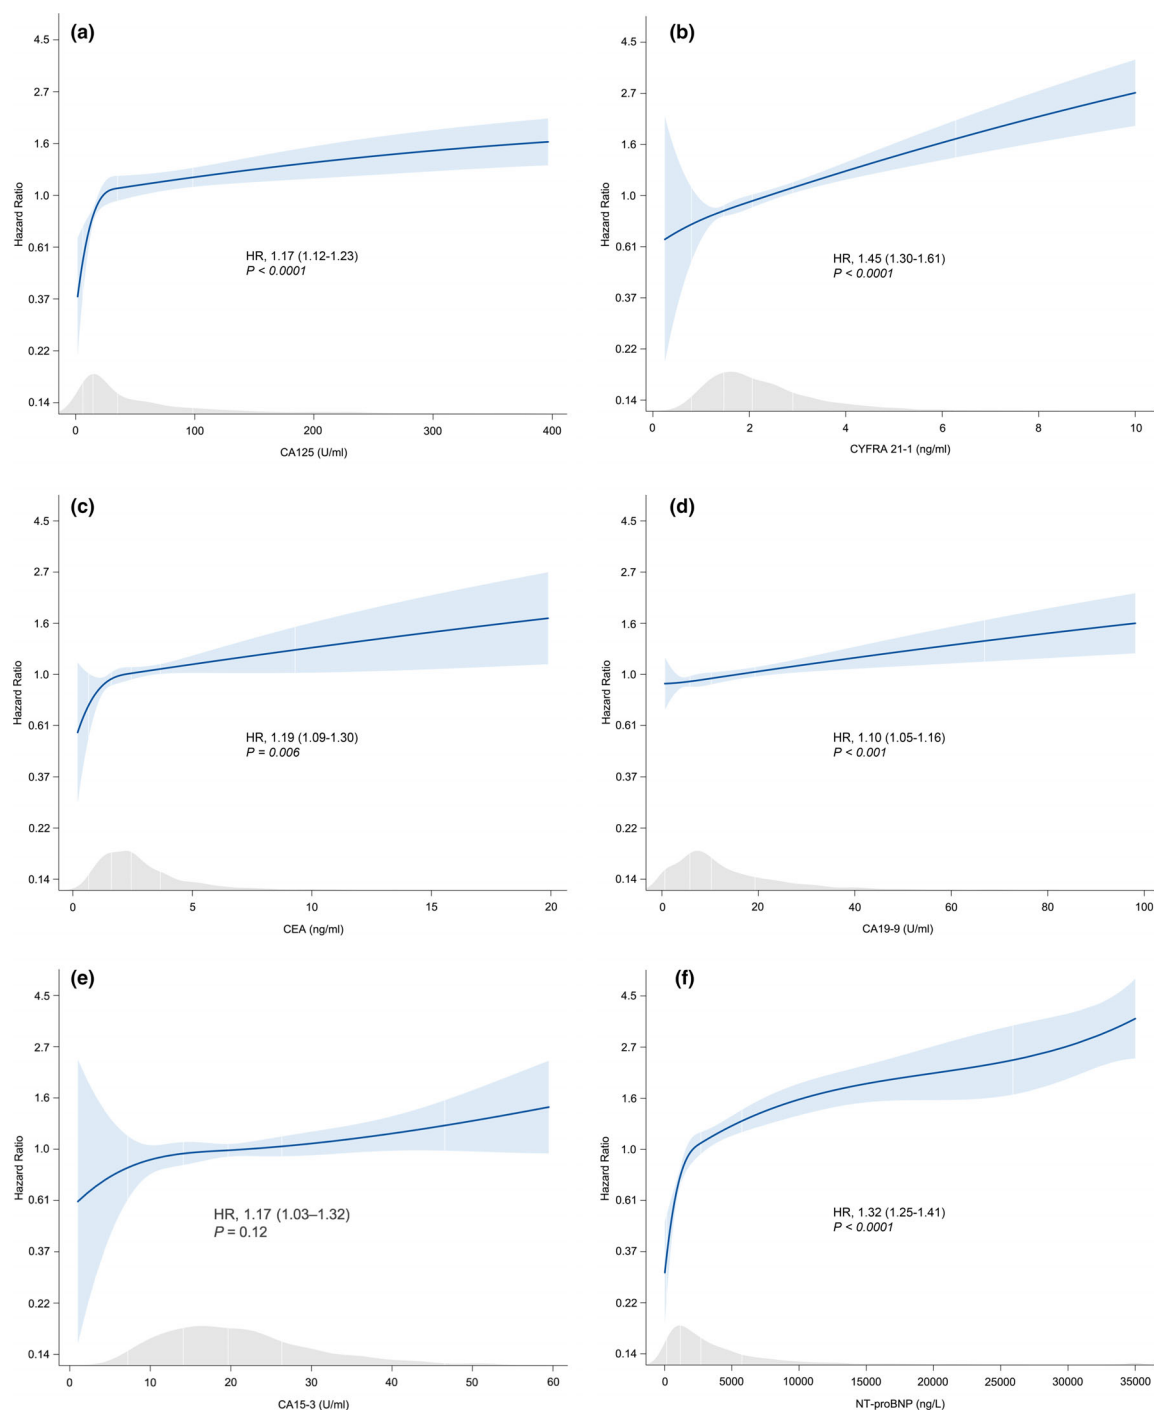 (a)
4.5
2.7
1.6
1.0
0.61
0.37
0.22
0.14
Hazard Ratio
HR, 1.17 (1.12-1.23)
P < 0.0001
0 100 200 300 400
CA125 (U/ml)
(b)
4.5
2.7
1.6
1.0
0.61
0.37
0.22
0.14
Hazard Ratio
HR, 1.45 (1.30-1.61)
P < 0.0001
0 2 4 6 8 10
CYFRA 21-1 (ng/ml)
(c)
4.5
2.7
1.6
1.0
0.61
0.37
0.22
0.14
Hazard Ratio
HR, 1.19 (1.09-1.30)
P = 0.006
0 5 10 15 20
CEA (ng/ml)
(d)
4.5
2.7
1.6
1.0
0.61
0.37
0.22
0.14
Hazard Ratio
HR, 1.10 (1.05-1.16)
P < 0.001
0 20 40 60 80 100
CA19-9 (U/ml)
(e)
4.5
2.7
1.6
1.0
0.61
0.37
0.22
0.14
Hazard Ratio
HR, 1.17 (1.03–1.32)
P = 0.12
0 10 20 30 40 50 60
CA15-3 (U/ml)
(f)
4.5
2.7
1.6
1.0
0.61
0.37
0.22
0.14
Hazard Ratio
HR, 1.32 (1.25-1.41)
P < 0.0001
0 5000 10000 15000 20000 25000 30000 35000
NT-proBNP (ng/L)